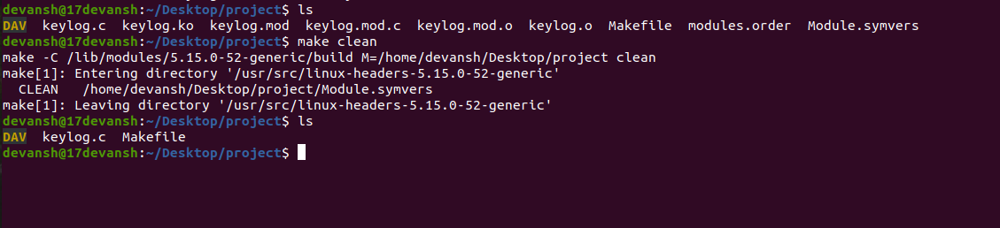 devansh@17devansh:~/Desktop/project$ ls
DAV  keylog.c  keylog.ko  keylog.mod  keylog.mod.c  keylog.mod.o  keylog.o  Makefile  modules.order  Module.symvers
devansh@17devansh:~/Desktop/project$ make clean
make -C /lib/modules/5.15.0-52-generic/build M=/home/devansh/Desktop/project clean
make[1]: Entering directory '/usr/src/linux-headers-5.15.0-52-generic'
  CLEAN   /home/devansh/Desktop/project/Module.symvers
make[1]: Leaving directory '/usr/src/linux-headers-5.15.0-52-generic'
devansh@17devansh:~/Desktop/project$ ls
DAV  keylog.c  Makefile
devansh@17devansh:~/Desktop/project$